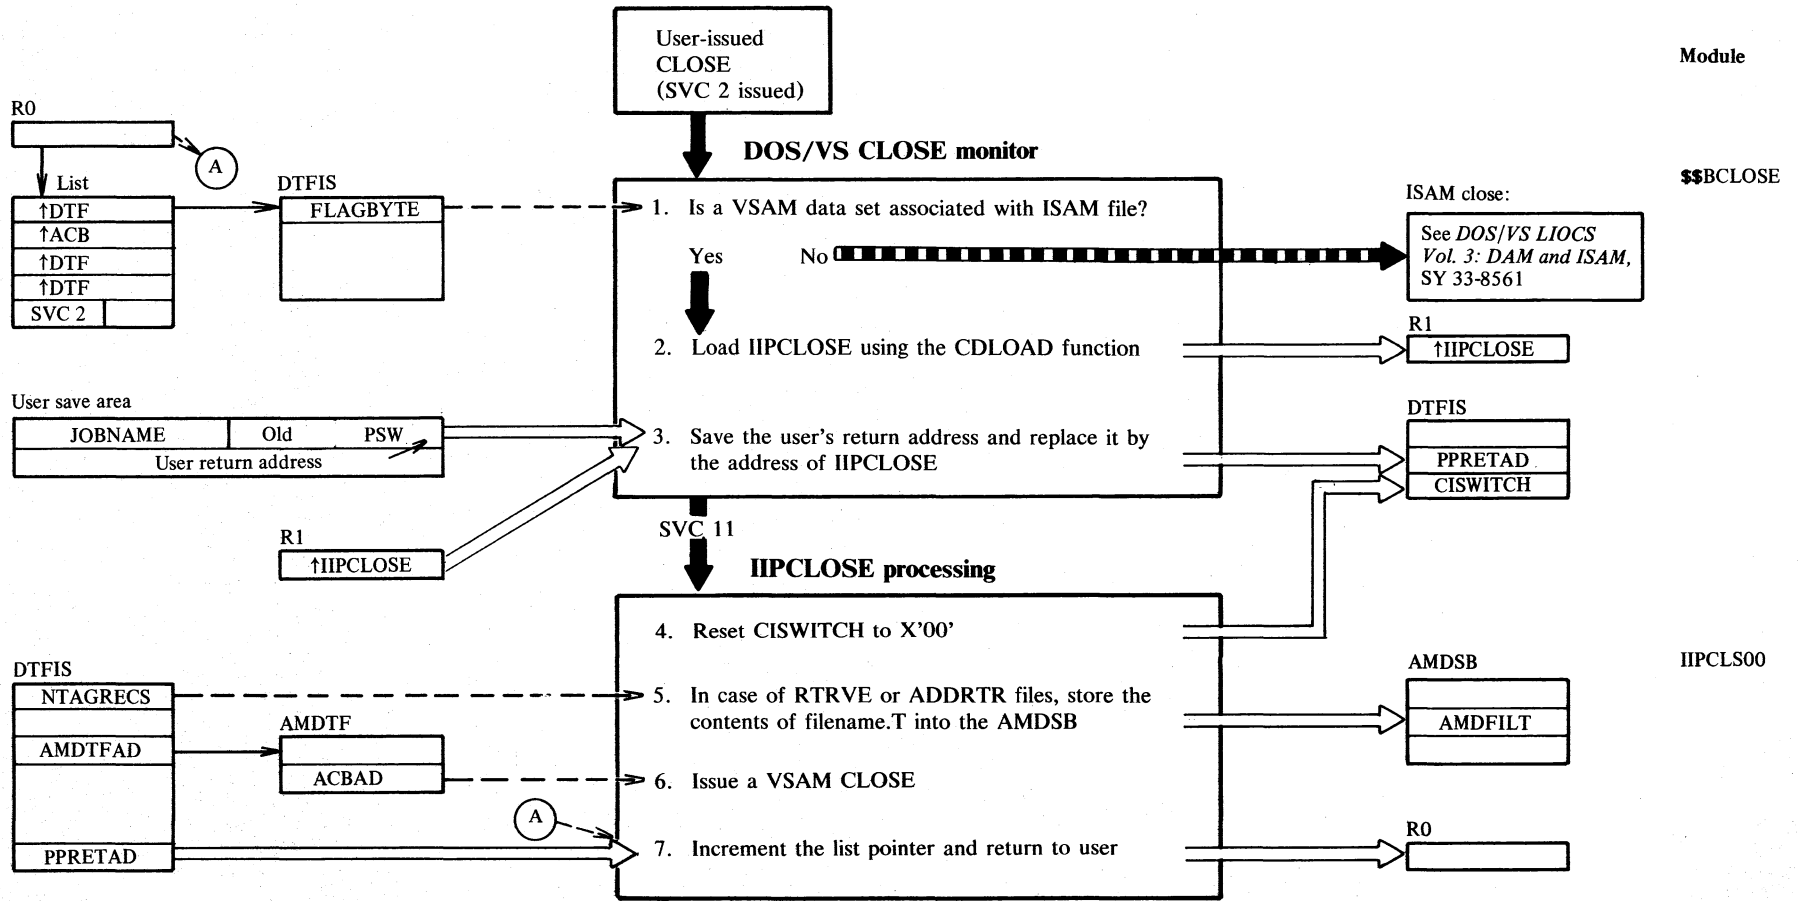 User-issued
CLOSE
(SVC 2 issued)
Module
R0
A
DOS/VS CLOSE monitor
$$BCLOSE
List
↑DTF
↑ACB
↑DTF
↑DTF
SVC 2
DTFIS
FLAGBYTE
1. Is a VSAM data set associated with ISAM file?
Yes
No
ISAM close:
See DOS/VS LIOCS
Vol. 3: DAM and ISAM,
SY 33-8561
2. Load IIPCLOSE using the CDLOAD function
R1
↑IIPCLOSE
User save area
JOBNAME
Old PSW
User return address
3. Save the user's return address and replace it by
the address of IIPCLOSE
DTFIS
PPRETAD
CISWITCH
R1
↑IIPCLOSE
SVC 11
IIPCLOSE processing
4. Reset CISWITCH to X'00'
IIPCLS00
DTFIS
NTAGRECS
AMDTFAD
PPRETAD
AMDTF
ACBAD
5. In case of RTRVE or ADDRTR files, store the
contents of filename.T into the AMDSB
AMDSB
AMDFILT
6. Issue a VSAM CLOSE
A
7. Increment the list pointer and return to user
R0